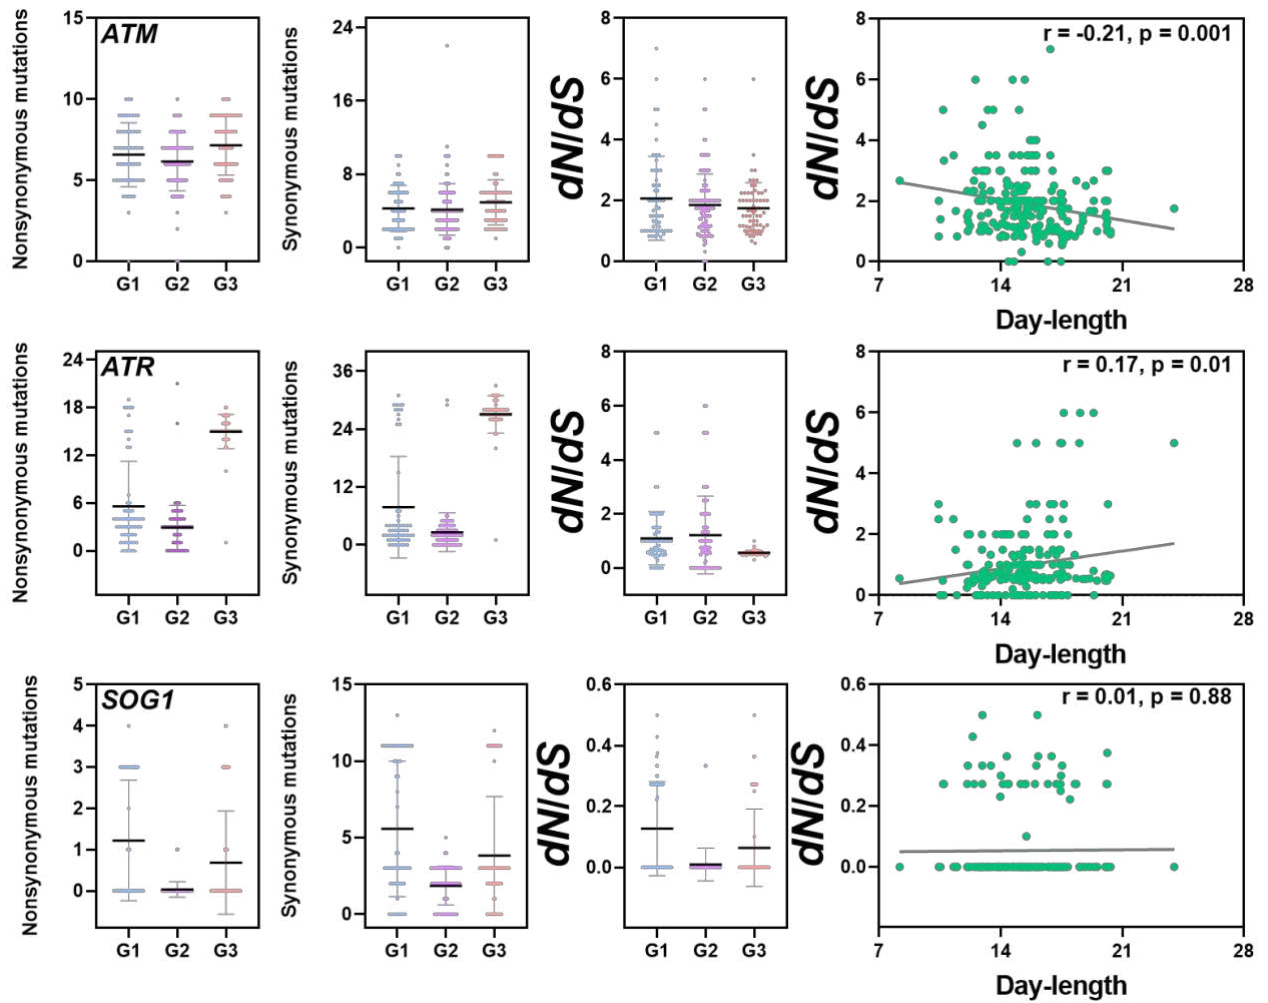 Nonsynonymous mutations
ATM
15
10
5
0
G1 G2 G3
Synonymous mutations
24
16
8
0
G1 G2 G3
dN/dS
8
6
4
2
0
G1 G2 G3
dN/dS
r = -0.21, p = 0.001
8
6
4
2
0
7 14 21 28
Day-length
Nonsynonymous mutations
ATR
24
18
12
6
0
G1 G2 G3
Synonymous mutations
36
24
12
0
G1 G2 G3
dN/dS
8
6
4
2
0
G1 G2 G3
dN/dS
r = 0.17, p = 0.01
8
6
4
2
0
7 14 21 28
Day-length
Nonsynonymous mutations
SOG1
5
4
3
2
1
0
G1 G2 G3
Synonymous mutations
15
10
5
0
G1 G2 G3
dN/dS
0.6
0.4
0.2
0.0
G1 G2 G3
dN/dS
r = 0.01, p = 0.88
0.6
0.4
0.2
0.0
7 14 21 28
Day-length